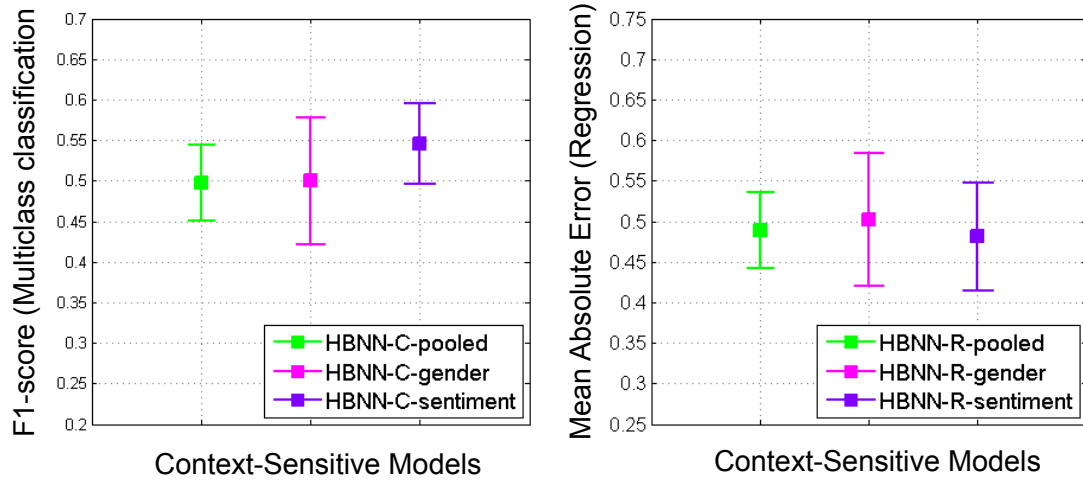 F1-score (Multiclass classification
0.7
0.65
0.6
0.55
0.5
0.45
0.4
0.35
0.3
0.25
0.2
HBNN-C-pooled
HBNN-C-gender
HBNN-C-sentiment
Context-Sensitive Models
Mean Absolute Error (Regression)
0.75
0.7
0.65
0.6
0.55
0.5
0.45
0.4
0.35
0.3
0.25
HBNN-R-pooled
HBNN-R-gender
HBNN-R-sentiment
Context-Sensitive Models